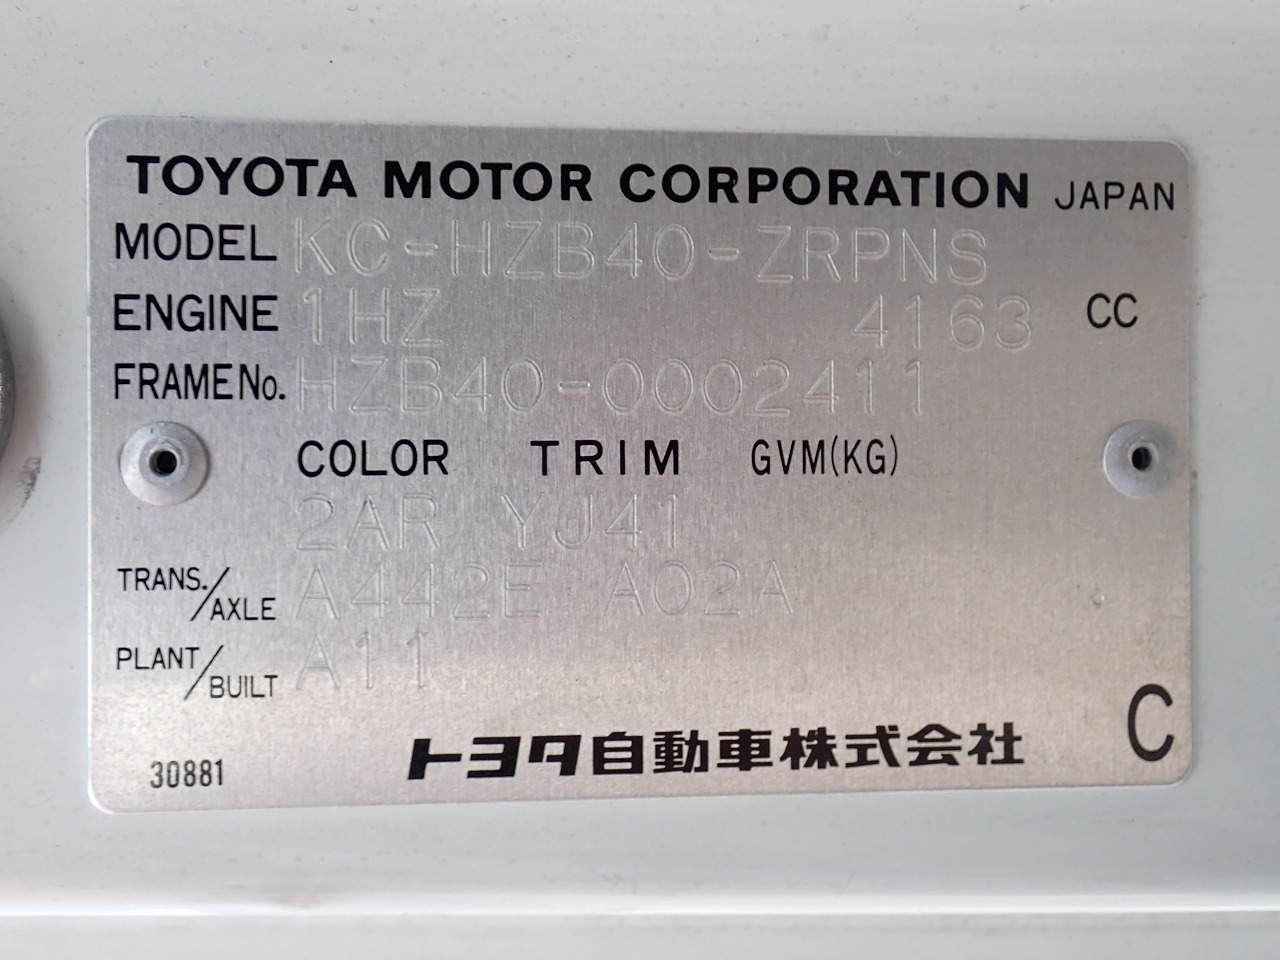 TOYOTA MOTOR CORPORATION JAPAN
MODEL KC-HZB40-ZRPNS
ENGINE 1HZ 4163 CC
FRAME No. HZB40-0002411
COLOR TRIM GVM(KG)
2AR YJ41
TRANS./AXLE A442E A02A
PLANT/BUILT A11
トヨタ自動車株式会社 C
30881